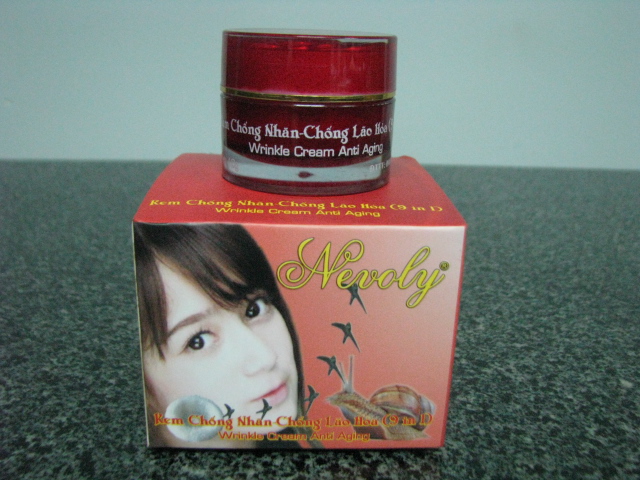 Chống Nhăn-Chống Lão Hóa
Wrinkle Cream Anti Aging
Kem Chống Nhăn-Chống Lão Hóa (9 in 1)
Wrinkle Cream Anti Aging
Nevoly®
Kem Chống Nhăn-Chống Lão Hóa (9 in 1)
Wrinkle Cream Anti Aging